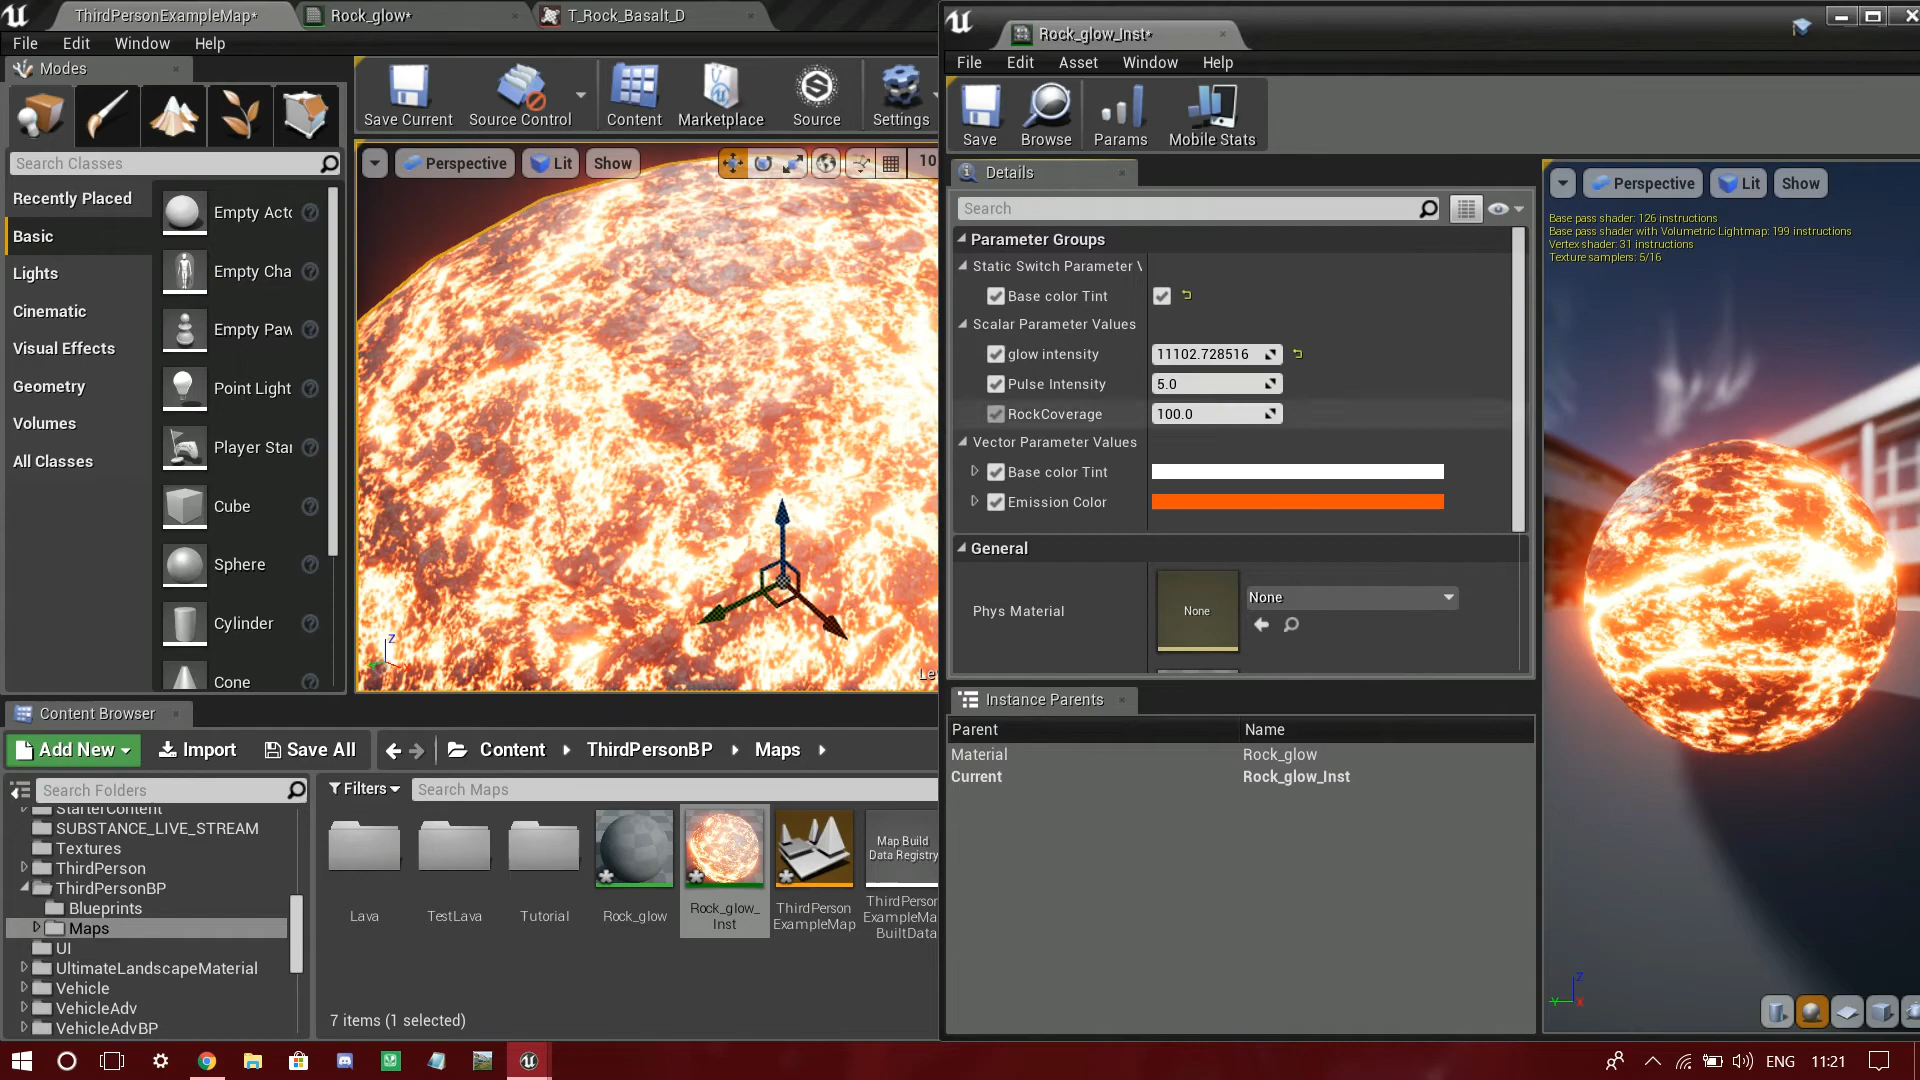 ThirdPersonExampleMap*
Rock_glow*
T_Rock_Basalt_D
File Edit Window Help
Modes
Search Classes
Recently Placed
Basic
Lights
Cinematic
Visual Effects
Geometry
Volumes
All Classes
Empty Actc
Empty Cha
Empty Paw
Point Light
Player Star
Cube
Sphere
Cylinder
Cone
Save Current
Source Control
Content
Marketplace
Source
Settings
Perspective
Lit
Show
10
Z
Le
Content Browser
Add New
Import
Save All
Content
ThirdPersonBP
Maps
Search Folders
Filters
Search Maps
StarterContent
SUBSTANCE_LIVE_STREAM
Textures
ThirdPerson
ThirdPersonBP
Blueprints
Maps
UI
UltimateLandscapeMaterial
Vehicle
VehicleAdv
VehicleAdvBP
Lava
TestLava
Tutorial
Rock_glow
Rock_glow_
Inst
ThirdPerson
ExampleMap
Map Build
Data Registry
ThirdPerson
ExampleMa
BuiltData
7 items (1 selected)
Rock_glow_Inst*
File Edit Asset Window Help
Save
Browse
Params
Mobile Stats
Details
Search
Parameter Groups
Static Switch Parameter V
Base color Tint
Scalar Parameter Values
glow intensity 11102.728516
Pulse Intensity 5.0
RockCoverage 100.0
Vector Parameter Values
Base color Tint
Emission Color
General
Phys Material
None
None
Instance Parents
Parent Name
Material Rock_glow
Current Rock_glow_Inst
Perspective
Lit
Show
Base pass shader: 126 instructions
Base pass shader with Volumetric Lightmap: 199 instructions
Vertex shader: 31 instructions
Texture samplers: 5/16
Z
Y
X
ENG
11:21